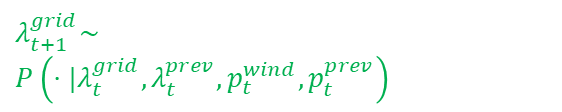 λ_{t+1}^{grid} ~
P (· |λ_t^{grid}, λ_t^{prev}, p_t^{wind}, p_t^{prev})